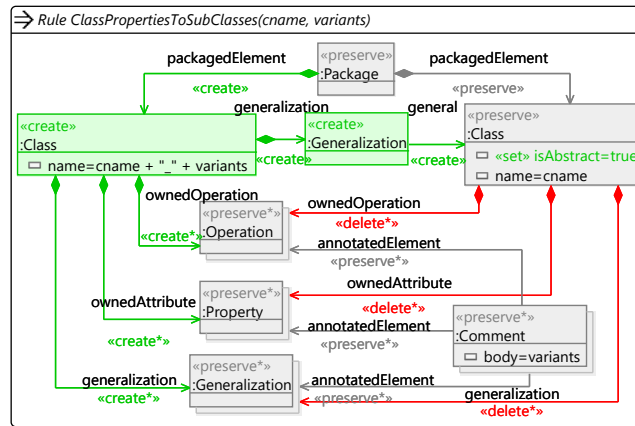 Rule ClassPropertiesToSubClasses(cname, variants)
packagedElement
«create»
«preserve»
:Package
packagedElement
«preserve»
«create»
:Class
name=cname + "_" + variants
generalization
«create»
«create»
:Generalization
general
«create»
«preserve»
:Class
«set» isAbstract=true
name=cname
ownedOperation
«create*»
«preserve*»
:Operation
ownedOperation
«delete*»
annotatedElement
«preserve*»
ownedAttribute
«create*»
«preserve*»
:Property
ownedAttribute
«delete*»
annotatedElement
«preserve*»
«preserve*»
:Comment
body=variants
generalization
«create*»
«preserve*»
:Generalization
annotatedElement
«preserve*»
generalization
«delete*»